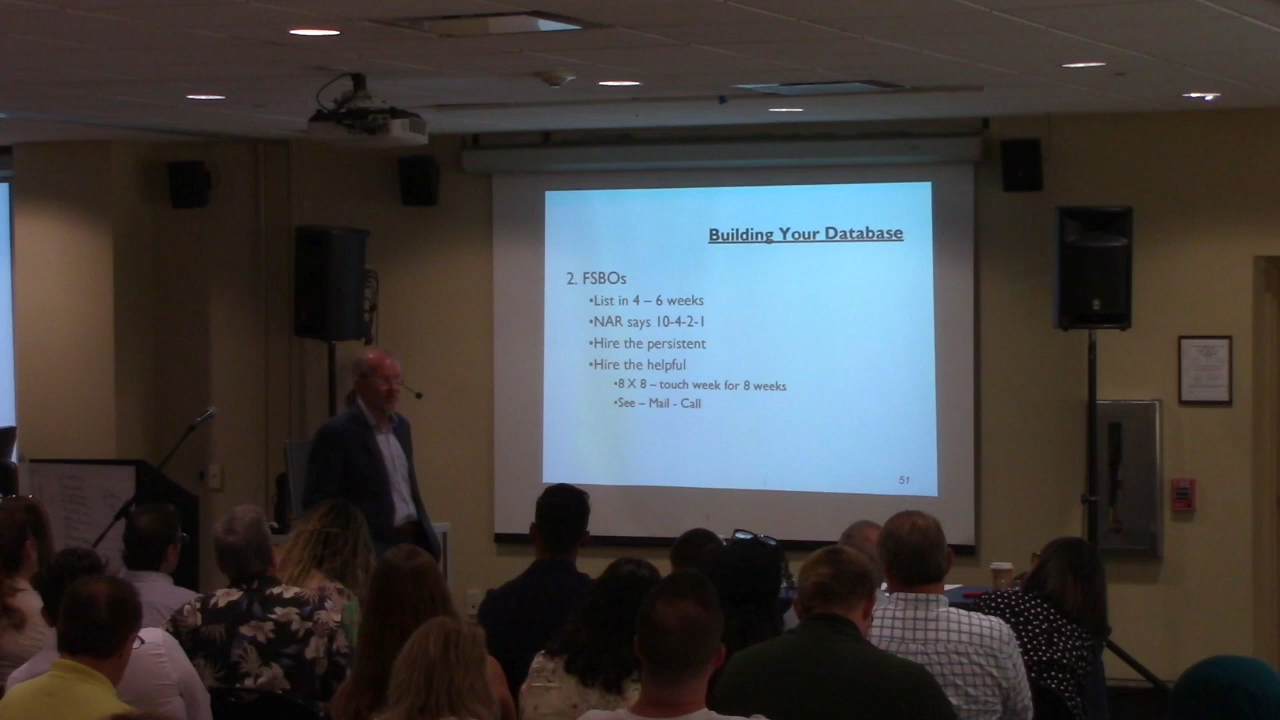 Building Your Database
2. FSBOs
•List in 4 – 6 weeks
•NAR says 10-4-2-1
•Hire the persistent
•Hire the helpful
•8 X 8 – touch week for 8 weeks
•See – Mail - Call
51